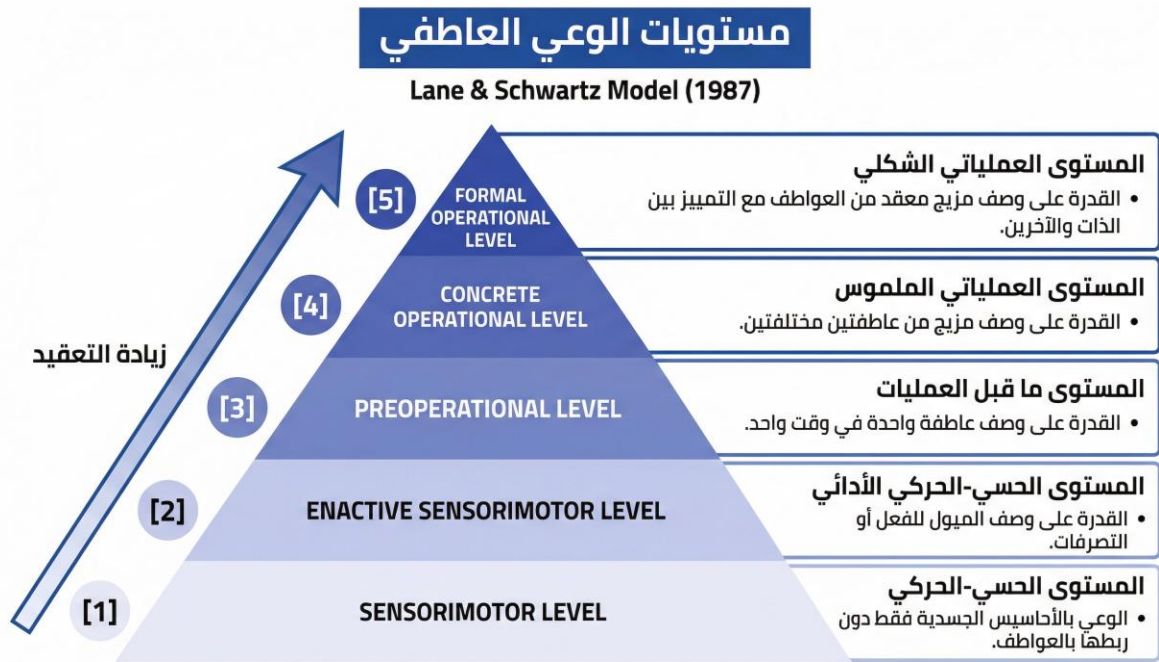 مستويات الوعي العاطفي
Lane & Schwartz Model (1987)
[5]
FORMAL
OPERATIONAL
LEVEL
المستوى العملياتي الشكلي
• القدرة على وصف مزيج معقد من العواطف مع التمييز بين
الذات والآخرين.
[4]
CONCRETE
OPERATIONAL LEVEL
المستوى العملياتي الملموس
• القدرة على وصف مزيج من عاطفتين مختلفتين.
زيادة التعقيد
[3]
PREOPERATIONAL LEVEL
المستوى ما قبل العمليات
• القدرة على وصف عاطفة واحدة في وقت واحد.
[2]
ENACTIVE SENSORIMOTOR LEVEL
المستوى الحسي-الحركي الأدائي
• القدرة على وصف الميول للفعل أو
التصرفات.
[1]
SENSORIMOTOR LEVEL
المستوى الحسي-الحركي
• الوعي بالأحاسيس الجسدية فقط دون
ربطها بالعواطف.